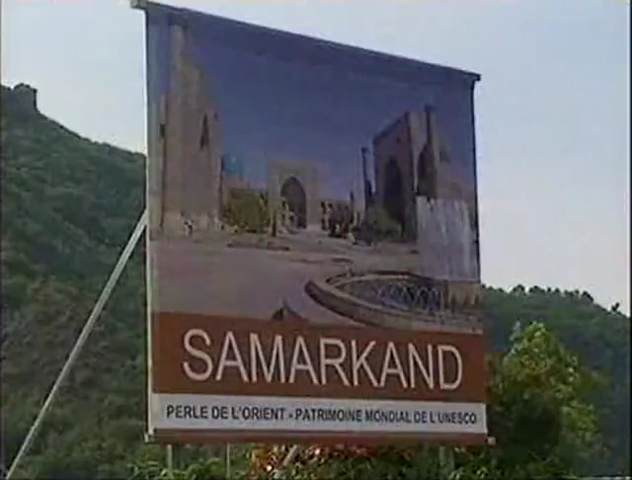 SAMARKAND
PERLE DE L'ORIENT - PATRIMOINE MONDIAL DE L'UNESCO